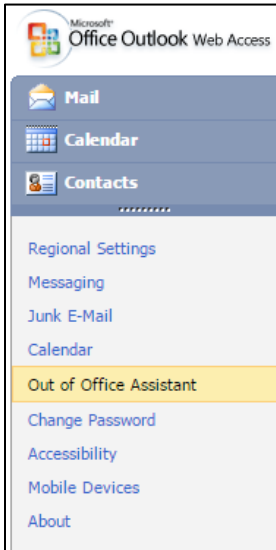 Microsoft®
Office Outlook Web Access
Mail
Calendar
Contacts
Regional Settings
Messaging
Junk E-Mail
Calendar
Out of Office Assistant
Change Password
Accessibility
Mobile Devices
About